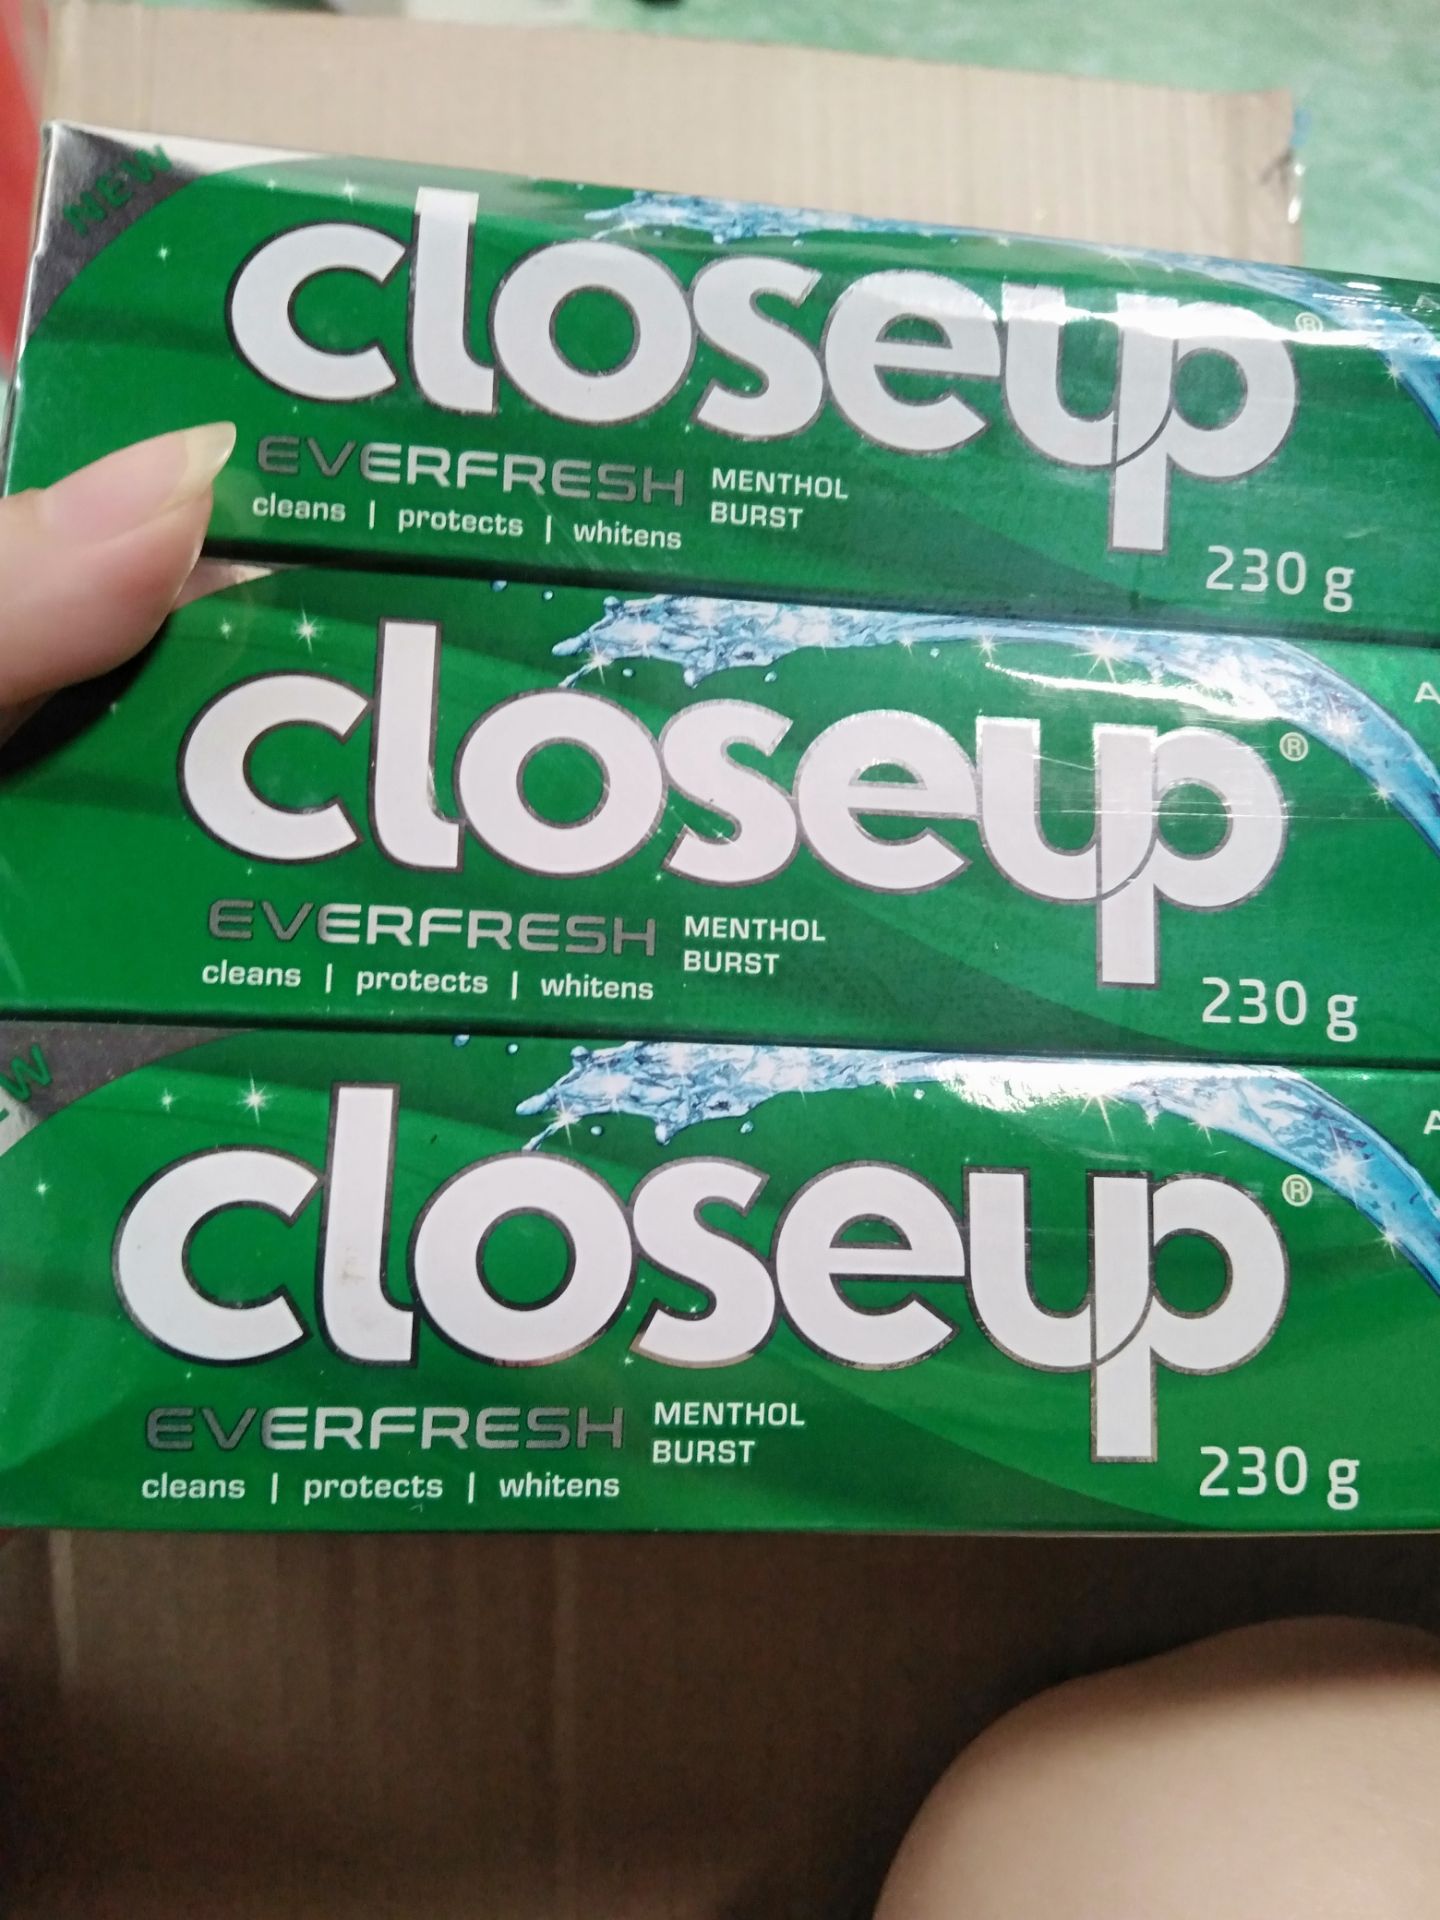 NEW
closeup®
EVERFRESH MENTHOL
BURST
cleans | protects | whitens
230 g
closeup®
EVERFRESH MENTHOL
BURST
cleans | protects | whitens
230 g
closeup®
EVERFRESH MENTHOL
BURST
cleans | protects | whitens
230 g